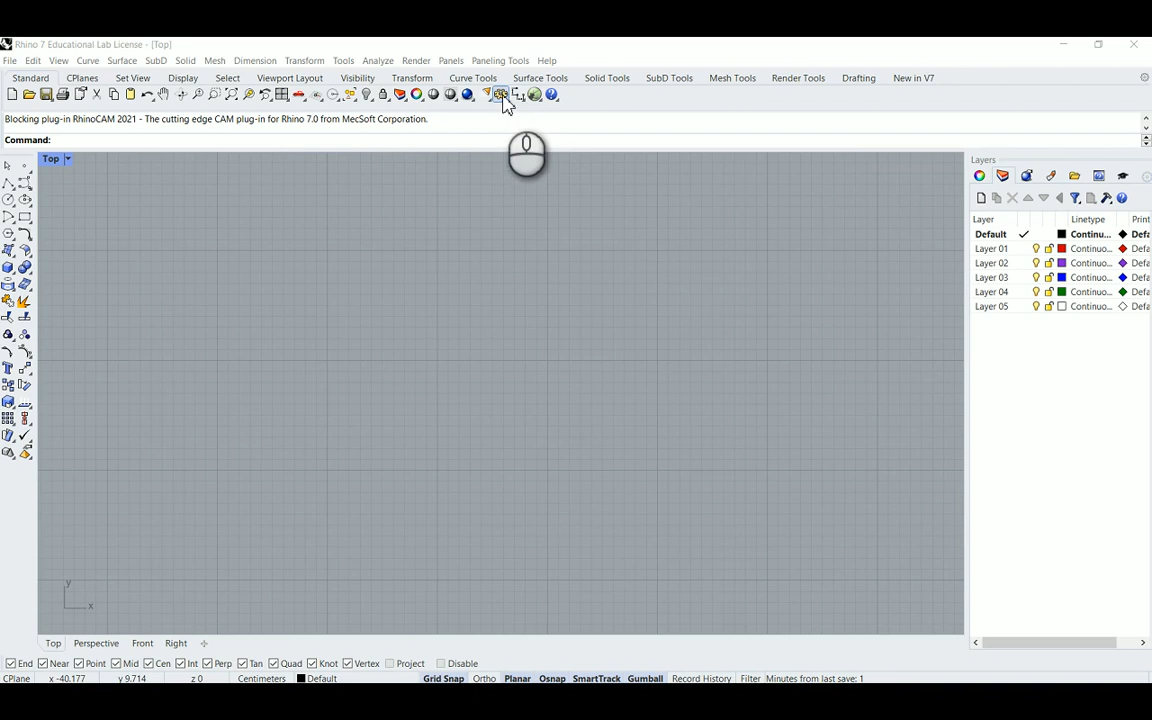 Rhino 7 Educational Lab License - [Top]
File Edit View Curve Surface SubD Solid Mesh Dimension Transform Tools Analyze Render Panels Paneling Tools Help
Standard CPlanes Set View Display Select Viewport Layout Visibility Transform Curve Tools Surface Tools Solid Tools SubD Tools Mesh Tools Render Tools Drafting New in V7
Blocking plug-in RhinoCAM 2021 - The cutting edge CAM plug-in for Rhino 7.0 from MecSoft Corporation.
Command:
Top
Layers
Layer Linetype Print
Default Continu... Defa
Layer 01 Continuo... Defa
Layer 02 Continuo... Defa
Layer 03 Continuo... Defa
Layer 04 Continuo... Defa
Layer 05 Continuo... Defa
y
x
Top Perspective Front Right
End Near Point Mid Cen Int Perp Tan Quad Knot Vertex Project Disable
CPlane x -40.177 y 9.714 z 0 Centimeters Default Grid Snap Ortho Planar Osnap SmartTrack Gumball Record History Filter Minutes from last save: 1